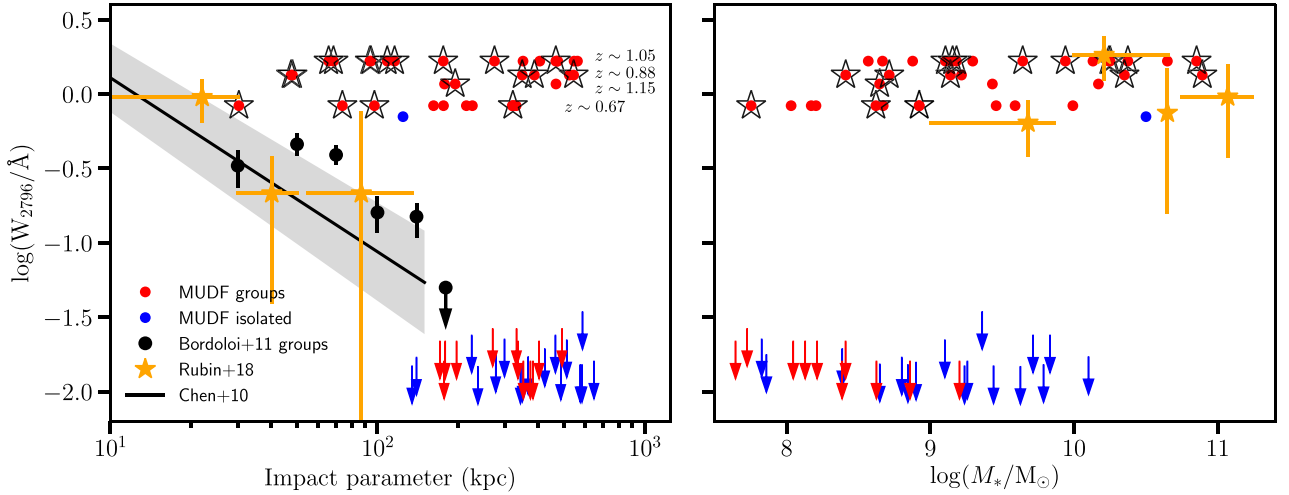 0.5
0.0
−0.5
−1.0
−1.5
−2.0
log(W₂₇₉₆/Å)
z ∼ 1.05
z ∼ 0.88
z ∼ 1.15
z ∼ 0.67
MUDF groups
MUDF isolated
Bordoloi+11 groups
Rubin+18
Chen+10
10¹ 10² 10³
Impact parameter (kpc)
8 9 10 11
log(M∗/M⊙)